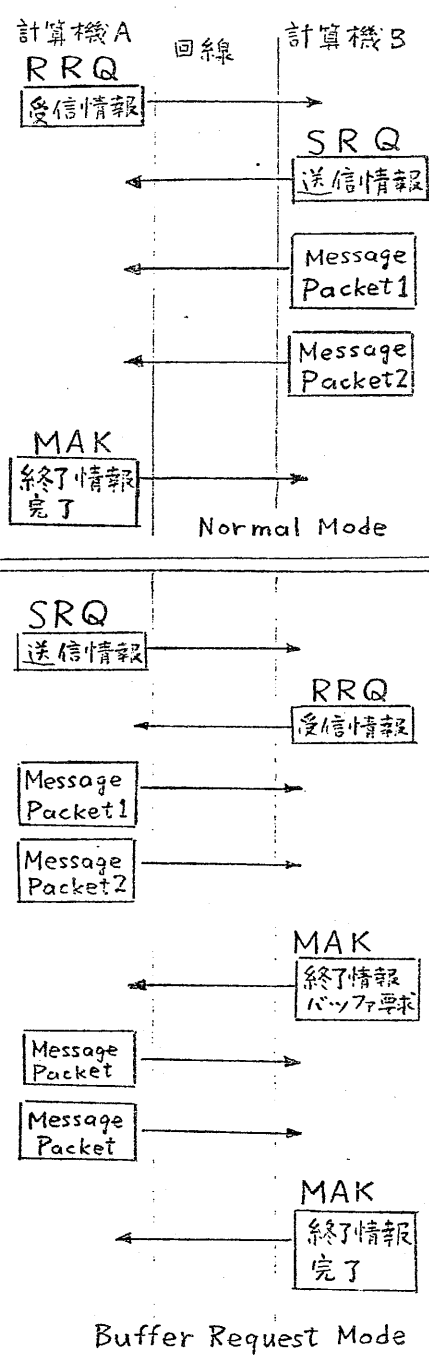 計算機A 回線 計算機B
RRQ
受信情報
SRQ
送信情報
Message
Packet1
Message
Packet2
MAK
終了情報
完了
Normal Mode
SRQ
送信情報
RRQ
受信情報
Message
Packet1
Message
Packet2
MAK
終了情報
バッファ要求
Message
Packet
Message
Packet
MAK
終了情報
完了
Buffer Request Mode